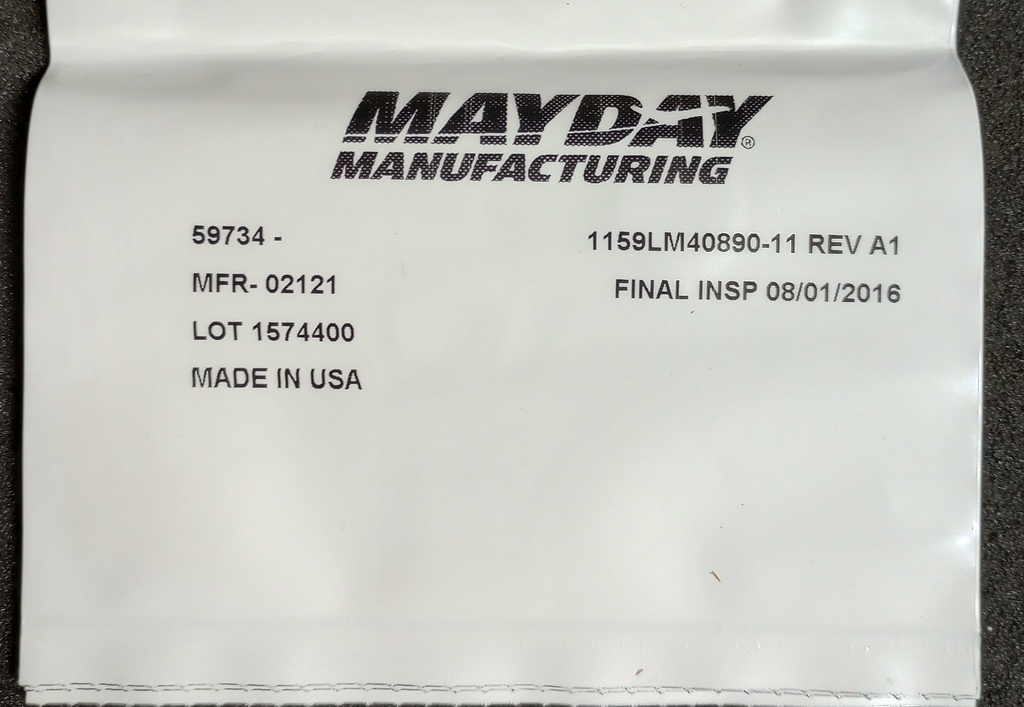 MAYDAY®
MANUFACTURING
59734 -
1159LM40890-11 REV A1
MFR- 02121
FINAL INSP 08/01/2016
LOT 1574400
MADE IN USA